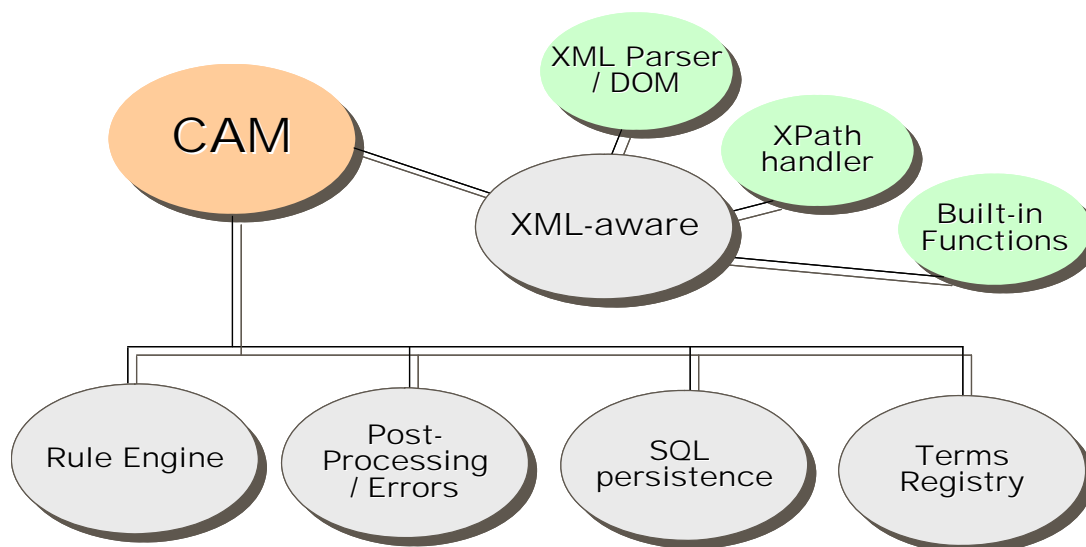 CAM
XML Parser
/ DOM
XPath
handler
XML-aware
Built-in
Functions
Rule Engine
Post-
Processing
/ Errors
SQL
persistence
Terms
Registry